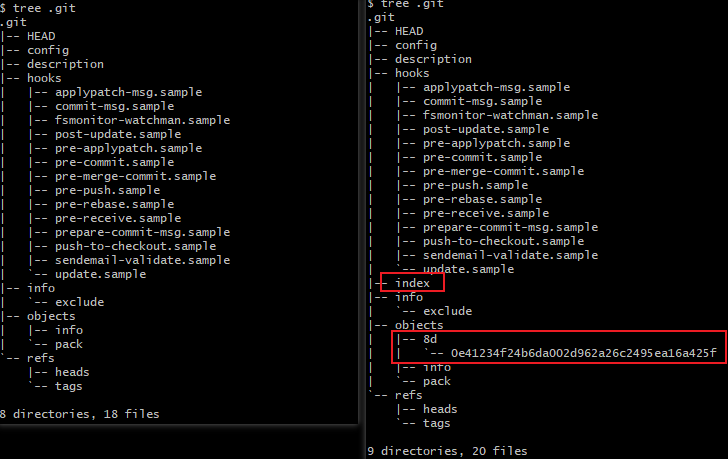 $ tree .git
.git
|-- HEAD
|-- config
|-- description
|-- hooks
|   |-- applypatch-msg.sample
|   |-- commit-msg.sample
|   |-- fsmonitor-watchman.sample
|   |-- post-update.sample
|   |-- pre-applypatch.sample
|   |-- pre-commit.sample
|   |-- pre-merge-commit.sample
|   |-- pre-push.sample
|   |-- pre-rebase.sample
|   |-- pre-receive.sample
|   |-- prepare-commit-msg.sample
|   |-- push-to-checkout.sample
|   |-- sendemail-validate.sample
|   `-- update.sample
|-- info
|   `-- exclude
|-- objects
|   |-- info
|   `-- pack
`-- refs
    |-- heads
    `-- tags
8 directories, 18 files
$ tree .git
.git
|-- HEAD
|-- config
|-- description
|-- hooks
|   |-- applypatch-msg.sample
|   |-- commit-msg.sample
|   |-- fsmonitor-watchman.sample
|   |-- post-update.sample
|   |-- pre-applypatch.sample
|   |-- pre-commit.sample
|   |-- pre-merge-commit.sample
|   |-- pre-push.sample
|   |-- pre-rebase.sample
|   |-- pre-receive.sample
|   |-- prepare-commit-msg.sample
|   |-- push-to-checkout.sample
|   |-- sendemail-validate.sample
|   `-- update.sample
|-- index
|-- info
|   `-- exclude
|-- objects
|   |-- 8d
|   |   `-- 0e41234f24b6da002d962a26c2495ea16a425f
|   |-- info
|   `-- pack
`-- refs
    |-- heads
    `-- tags
9 directories, 20 files